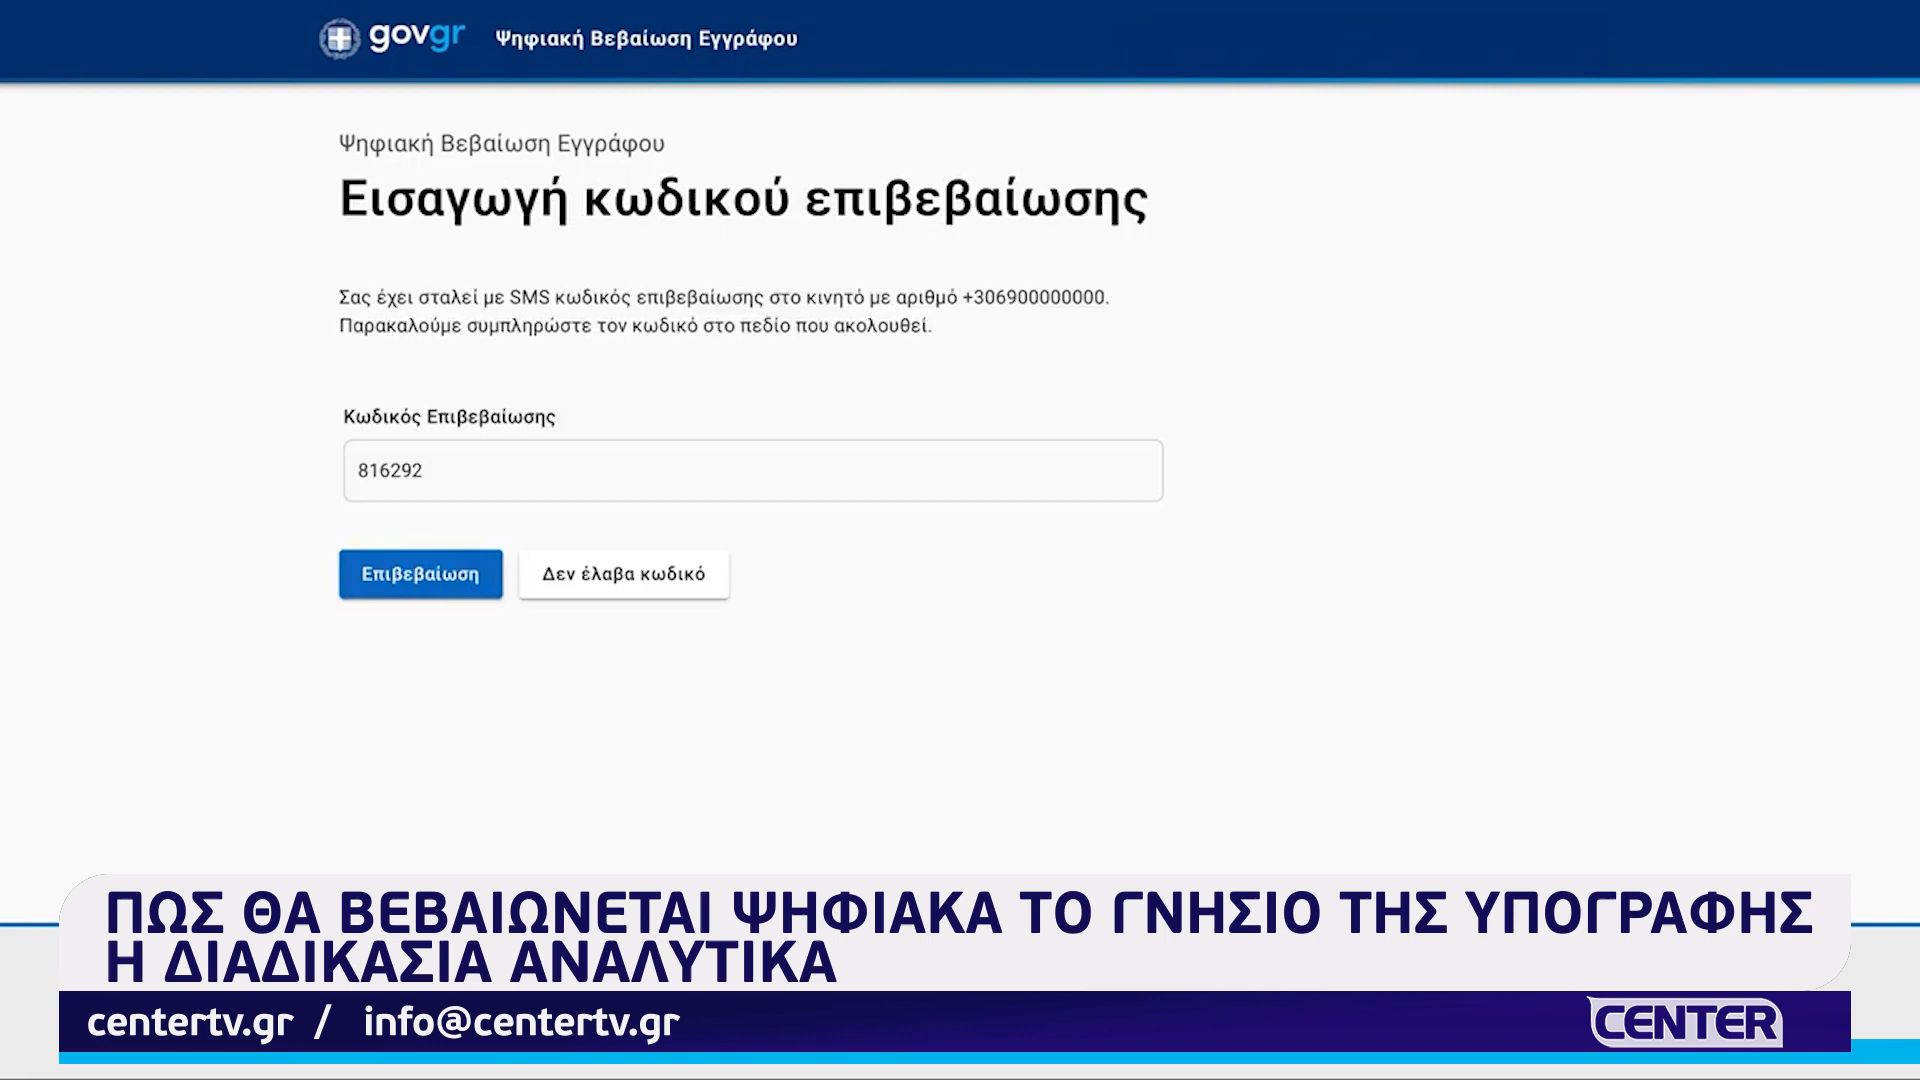 govgr Ψηφιακή Βεβαίωση Εγγράφου
Ψηφιακή Βεβαίωση Εγγράφου
Εισαγωγή κωδικού επιβεβαίωσης
Σας έχει σταλεί με SMS κωδικός επιβεβαίωσης στο κινητό με αριθμό +306900000000.
Παρακαλούμε συμπληρώστε τον κωδικό στο πεδίο που ακολουθεί.
Κωδικός Επιβεβαίωσης
816292
Επιβεβαίωση Δεν έλαβα κωδικό
ΠΩΣ ΘΑ ΒΕΒΑΙΩΝΕΤΑΙ ΨΗΦΙΑΚΑ ΤΟ ΓΝΗΣΙΟ ΤΗΣ ΥΠΟΓΡΑΦΗΣ
Η ΔΙΑΔΙΚΑΣΙΑ ΑΝΑΛΥΤΙΚΑ
centertv.gr / info@centertv.gr CENTER